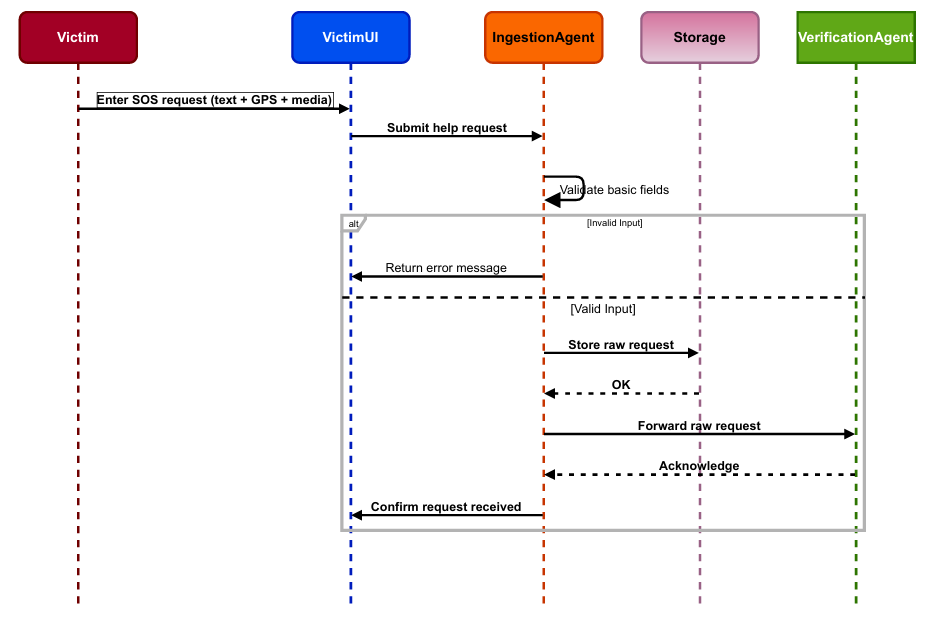 Victim
VictimUI
IngestionAgent
Storage
VerificationAgent
Enter SOS request (text + GPS + media)
Submit help request
Validate basic fields
alt
[Invalid Input]
Return error message
[Valid Input]
Store raw request
OK
Forward raw request
Acknowledge
Confirm request received